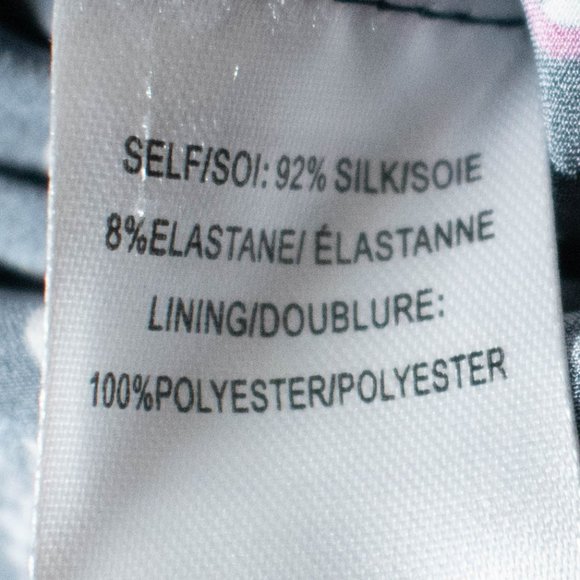 SELF/SOI: 92% SILK/SOIE
8%ELASTANE/ ÉLASTANNE
LINING/DOUBLURE:
100%POLYESTER/POLYESTER